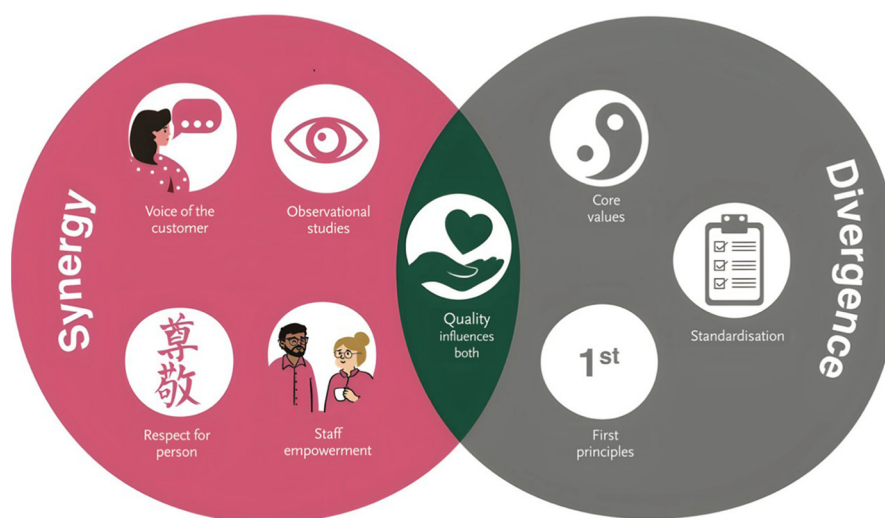 Synergy
Voice of the
customer
Observational
studies
尊
敬
Respect for
person
Staff
empowerment
Quality
influences
both
Core
values
Standardisation
1st
First
principles
Divergence